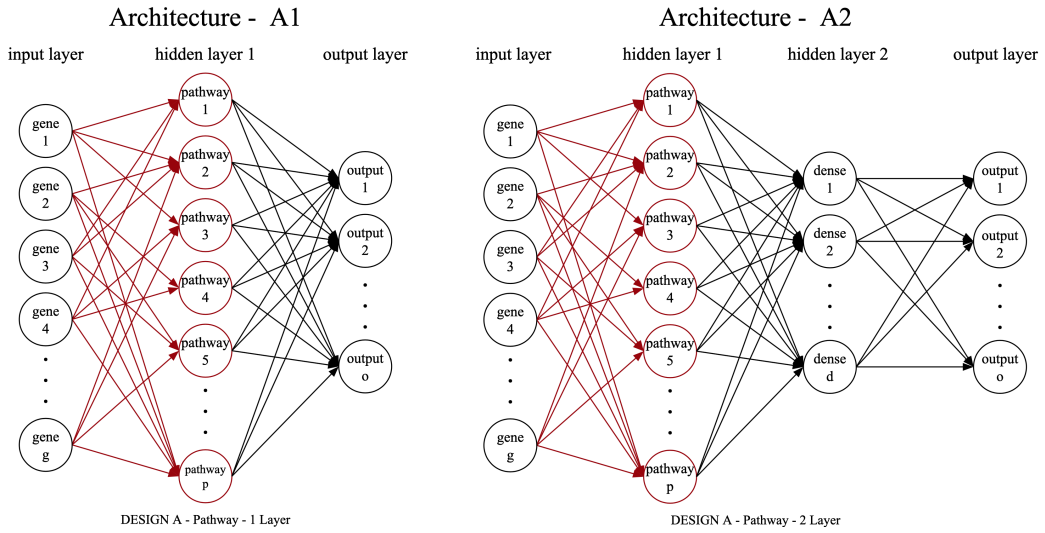 Architecture - A1
input layer
hidden layer 1
output layer
gene
1
gene
2
gene
3
gene
4
gene
g
pathway
1
pathway
2
pathway
3
pathway
4
pathway
5
pathway
p
output
1
output
2
output
o
DESIGN A - Pathway - 1 Layer
Architecture - A2
input layer
hidden layer 1
hidden layer 2
output layer
gene
1
gene
2
gene
3
gene
4
gene
g
pathway
1
pathway
2
pathway
3
pathway
4
pathway
5
pathway
p
dense
1
dense
2
dense
d
output
1
output
2
output
o
DESIGN A - Pathway - 2 Layer